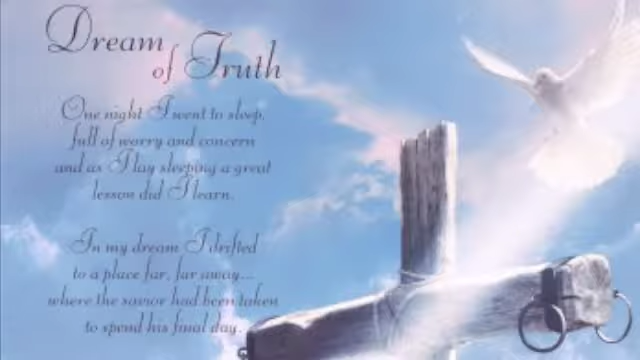 Dream
of Truth
One night I went to sleep,
full of worry and concern
and as I lay sleeping a great
lesson did I learn.
In my dream I drifted
to a place far, far away....
where the savior had been taken
to spend his final day.